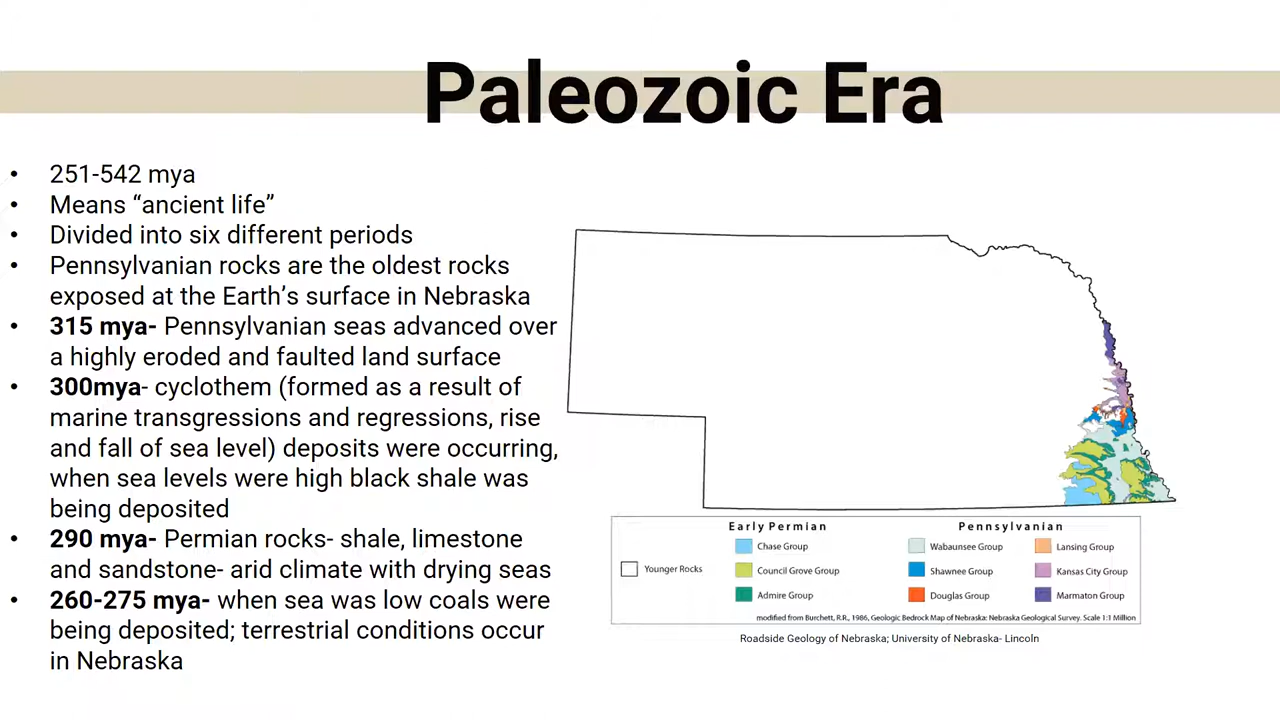 Paleozoic Era
• 251-542 mya
• Means “ancient life”
• Divided into six different periods
• Pennsylvanian rocks are the oldest rocks
exposed at the Earth’s surface in Nebraska
• 315 mya- Pennsylvanian seas advanced over
a highly eroded and faulted land surface
• 300mya- cyclothem (formed as a result of
marine transgressions and regressions, rise
and fall of sea level) deposits were occurring,
when sea levels were high black shale was
being deposited
• 290 mya- Permian rocks- shale, limestone
and sandstone- arid climate with drying seas
• 260-275 mya- when sea was low coals were
being deposited; terrestrial conditions occur
in Nebraska
Younger Rocks
Early Permian
Chase Group
Council Grove Group
Admire Group
Pennsylvanian
Wabaunsee Group
Shawnee Group
Douglas Group
Lansing Group
Kansas City Group
Marmaton Group
modified from Burchett, R.R., 1986, Geologic Bedrock Map of Nebraska: Nebraska Geological Survey. Scale 1:1 Million
Roadside Geology of Nebraska; University of Nebraska- Lincoln